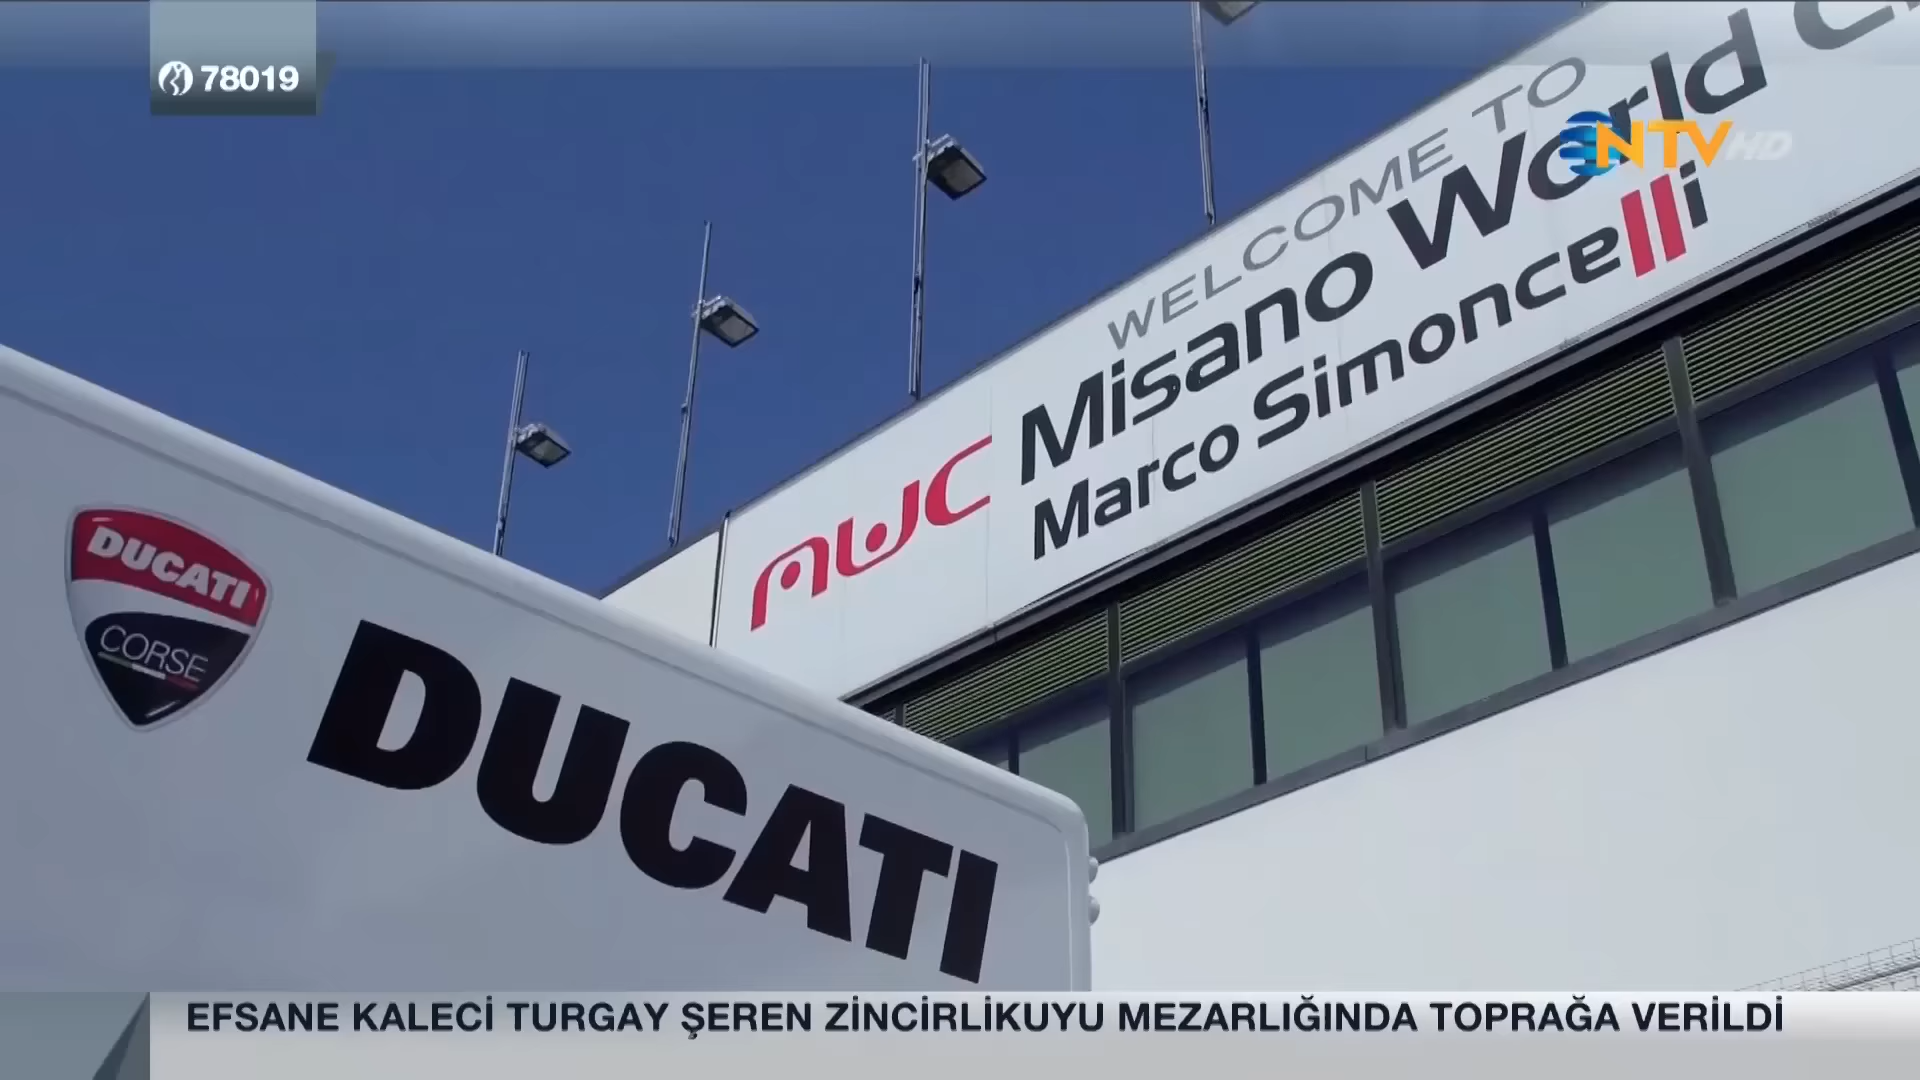 78019
NTV HD
WELCOME TO
MWC Misano World
Marco Simoncelli
DUCATI
CORSE
DUCATI
EFSANE KALECİ TURGAY ŞEREN ZİNCİRLİKUYU MEZARLIĞINDA TOPRAĞA VERİLDİ